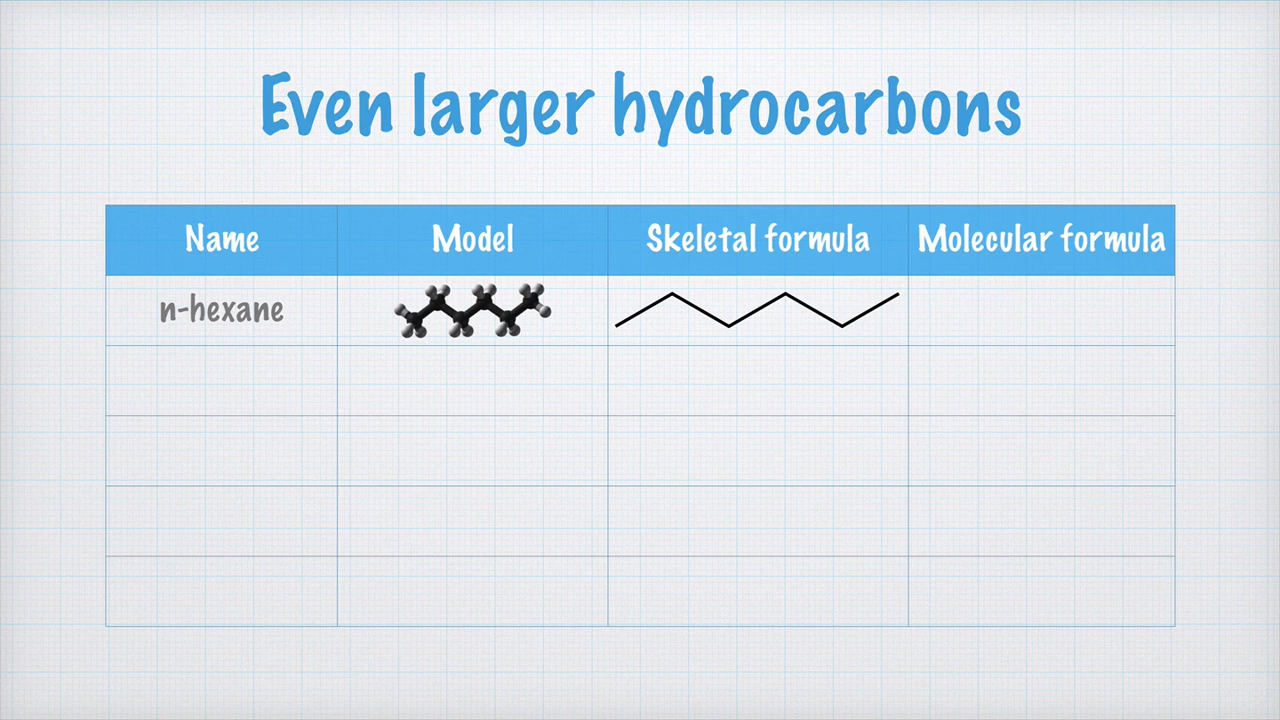 Even larger hydrocarbons
Name Model Skeletal formula Molecular formula
n-hexane